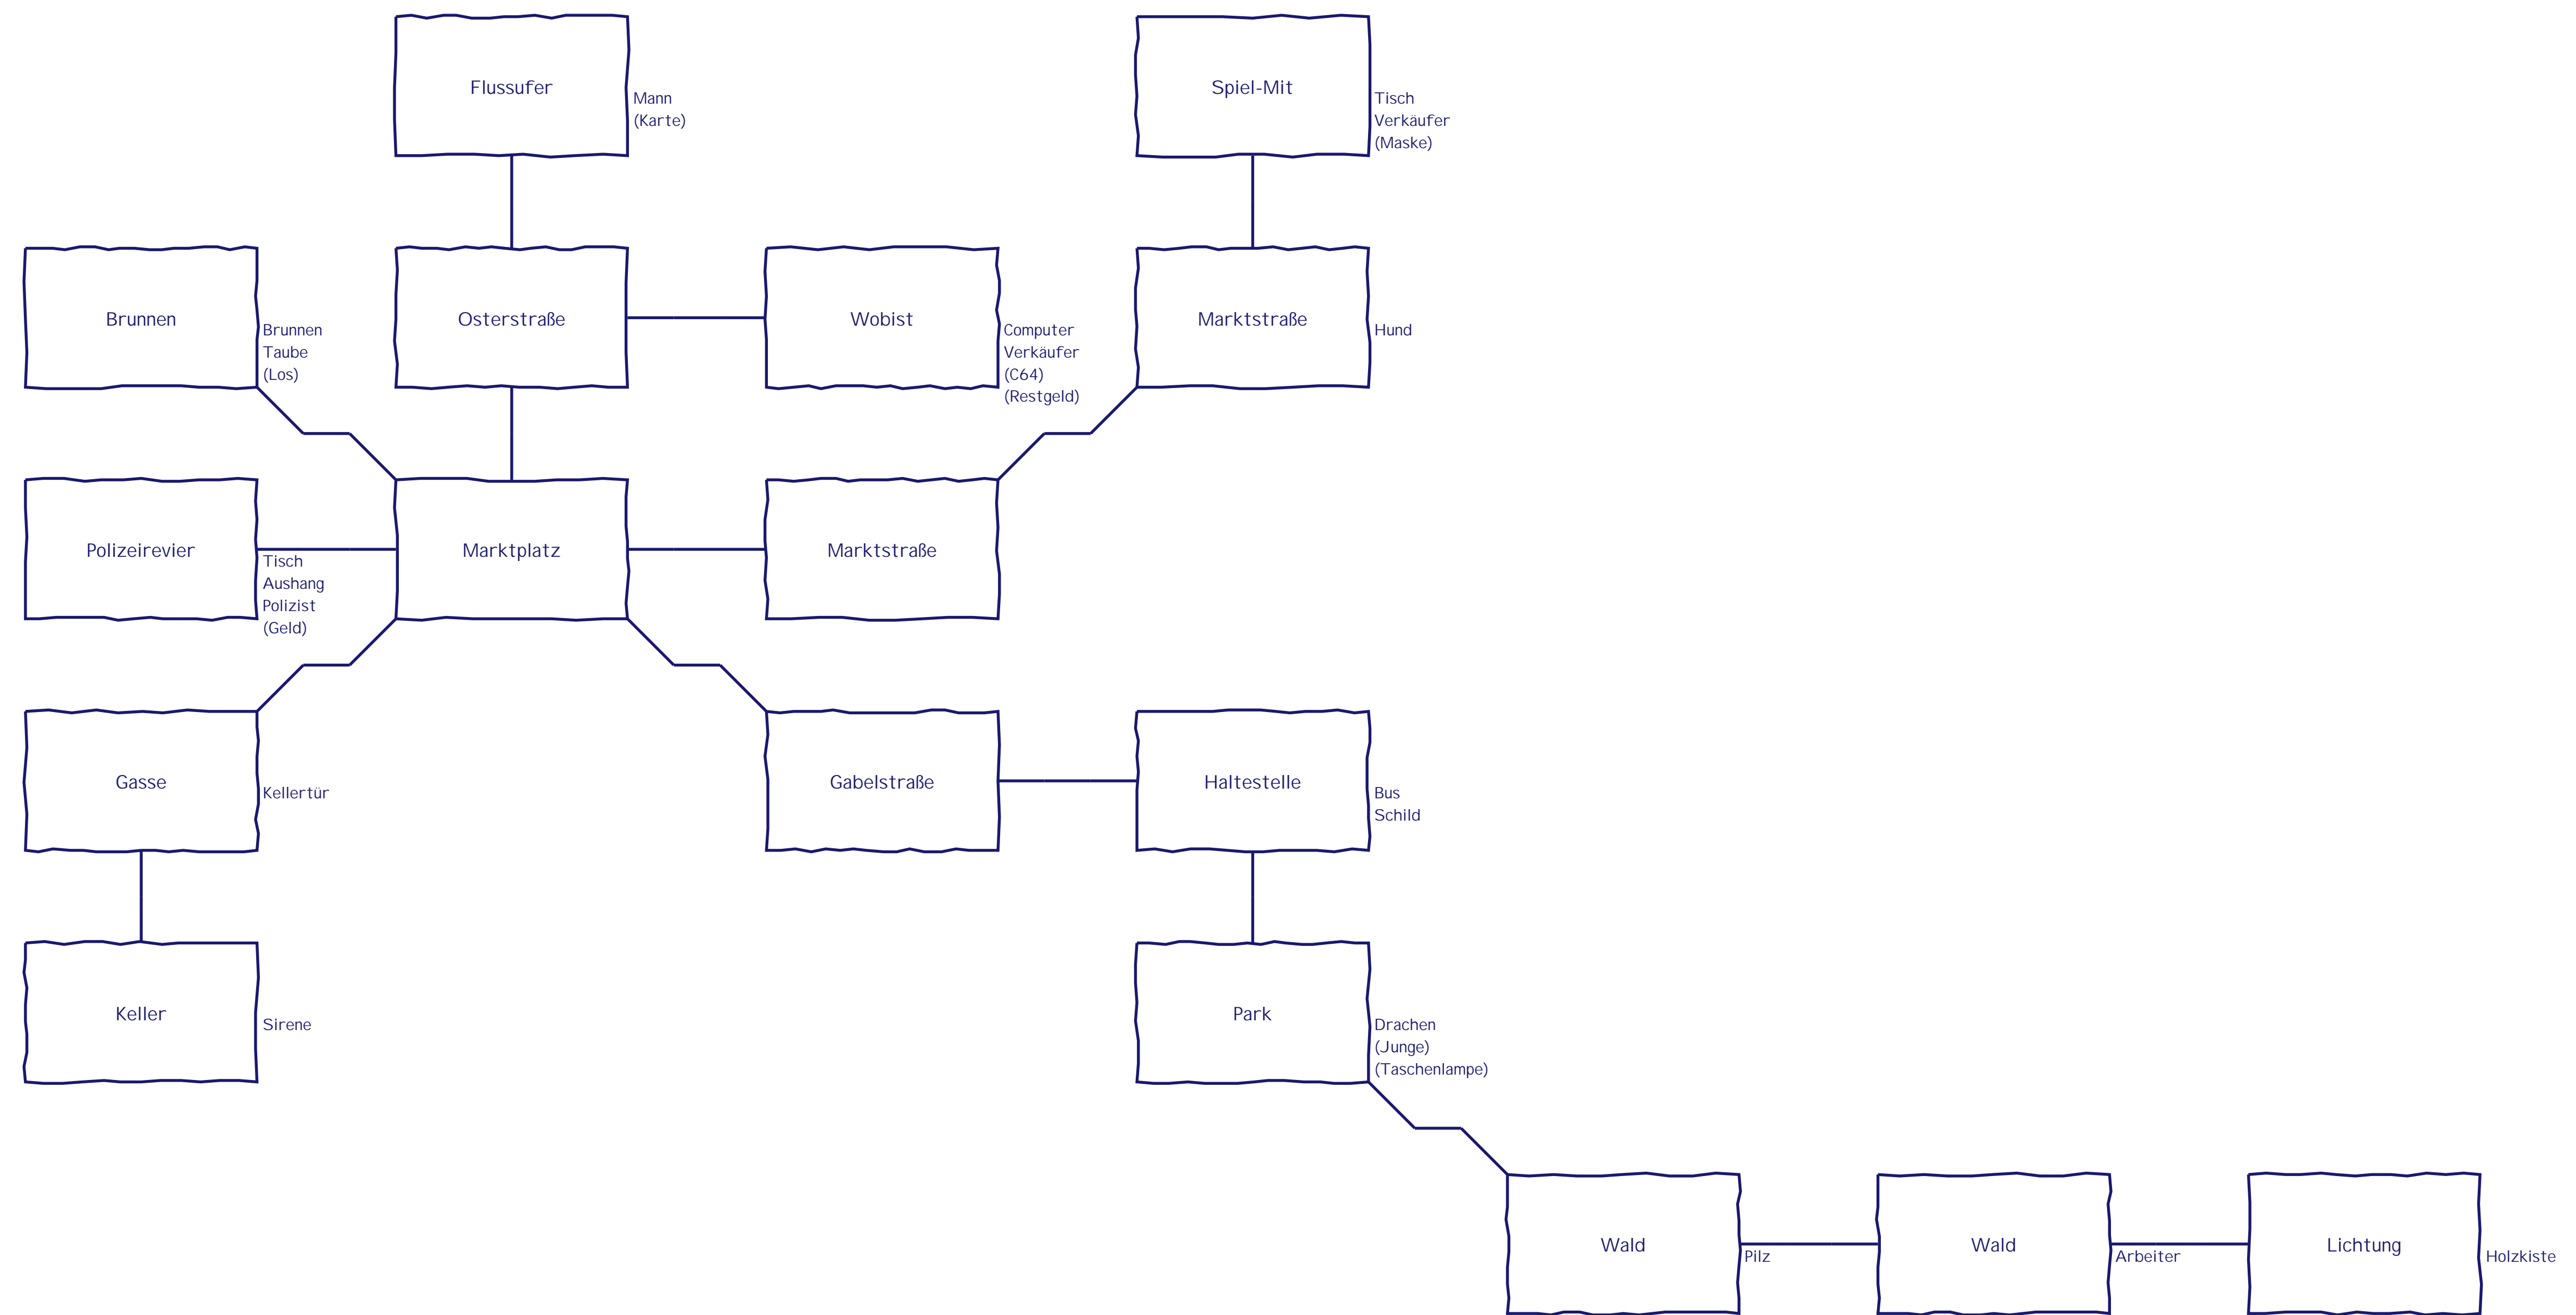 Flussufer
Mann
(Karte)
Spiel-Mit
Tisch
Verkäufer
(Maske)
Brunnen
Brunnen
Taube
(Los)
Osterstraße
Wobist
Computer
Verkäufer
(C64)
(Restgeld)
Marktstraße
Hund
Polizeirevier
Tisch
Aushang
Polizist
(Geld)
Marktplatz
Marktstraße
Gasse
Kellertür
Gabelstraße
Haltestelle
Bus
Schild
Keller
Sirene
Park
Drachen
(Junge)
(Taschenlampe)
Wald
Pilz
Wald
Arbeiter
Lichtung
Holzkiste